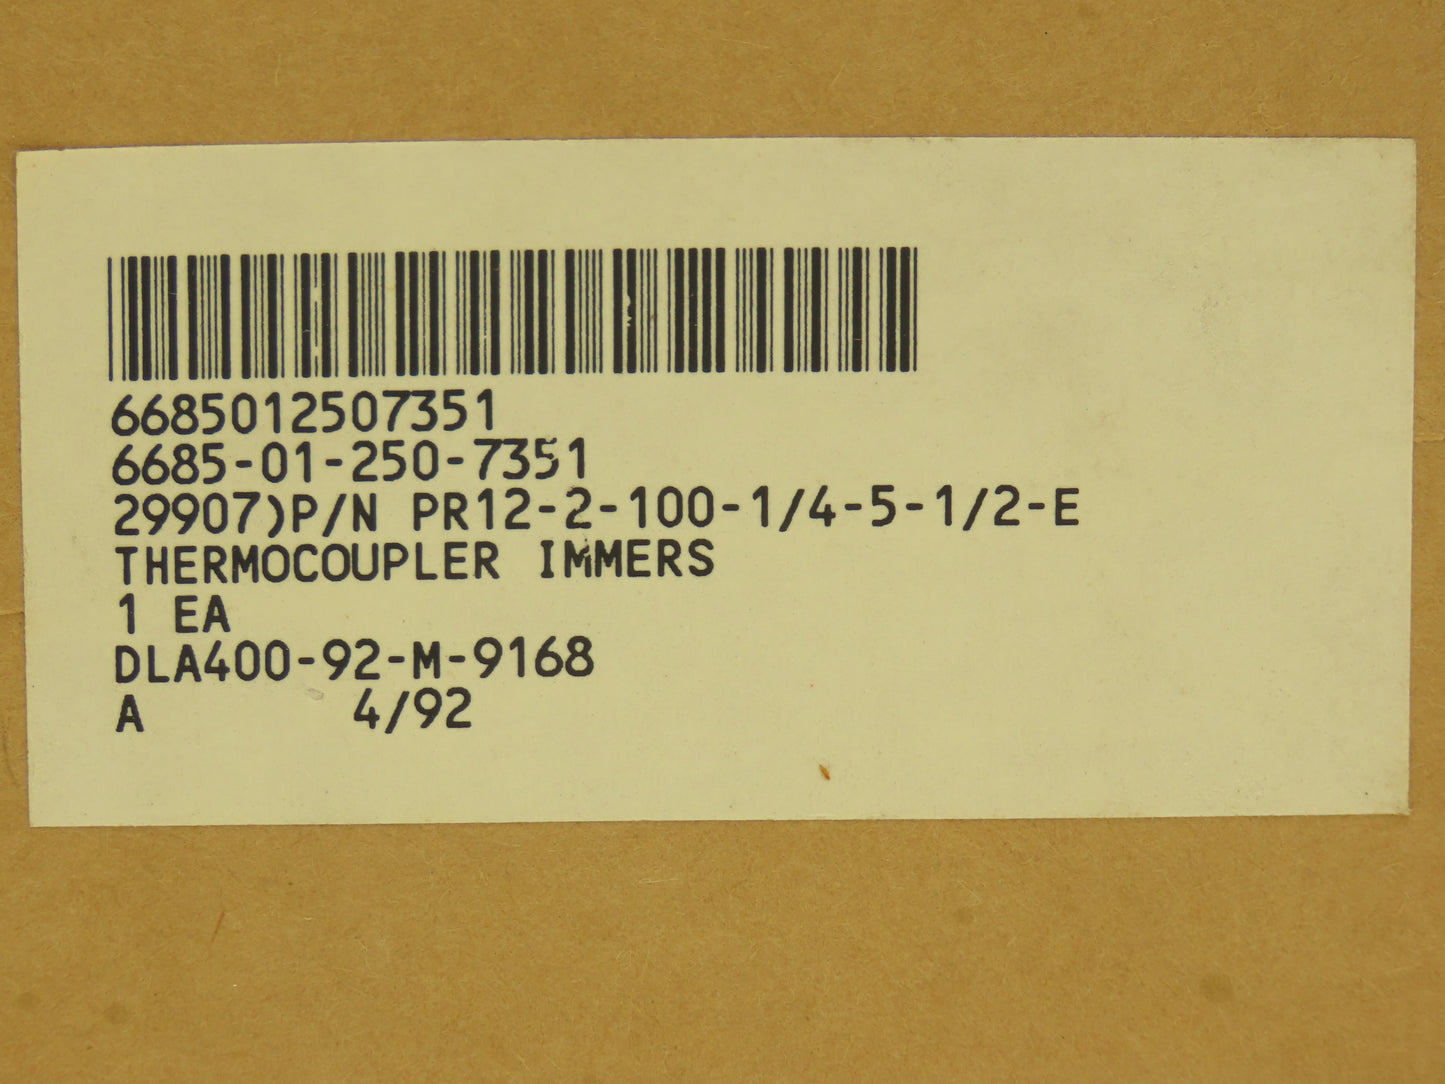 6685012507351
6685-01-250-7351
29907)P/N PR12-2-100-1/4-5-1/2-E
THERMOCOUPLER IMMERS
1 EA
DLA400-92-M-9168
A 4/92